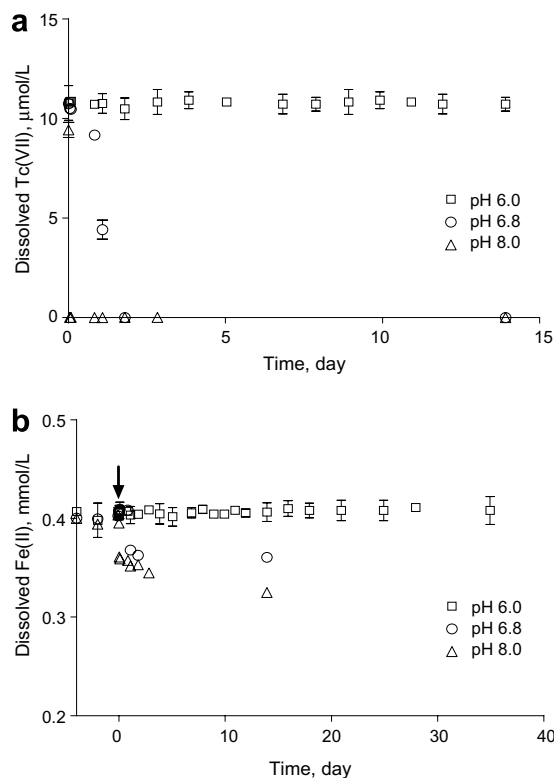 a
15
10
5
0
Dissolved Tc(VII), μmol/L
pH 6.0
pH 6.8
pH 8.0
0 5 10 15
Time, day
b
0.5
0.4
0.3
0.2
Dissolved Fe(II), mmol/L
pH 6.0
pH 6.8
pH 8.0
0 10 20 30 40
Time, day